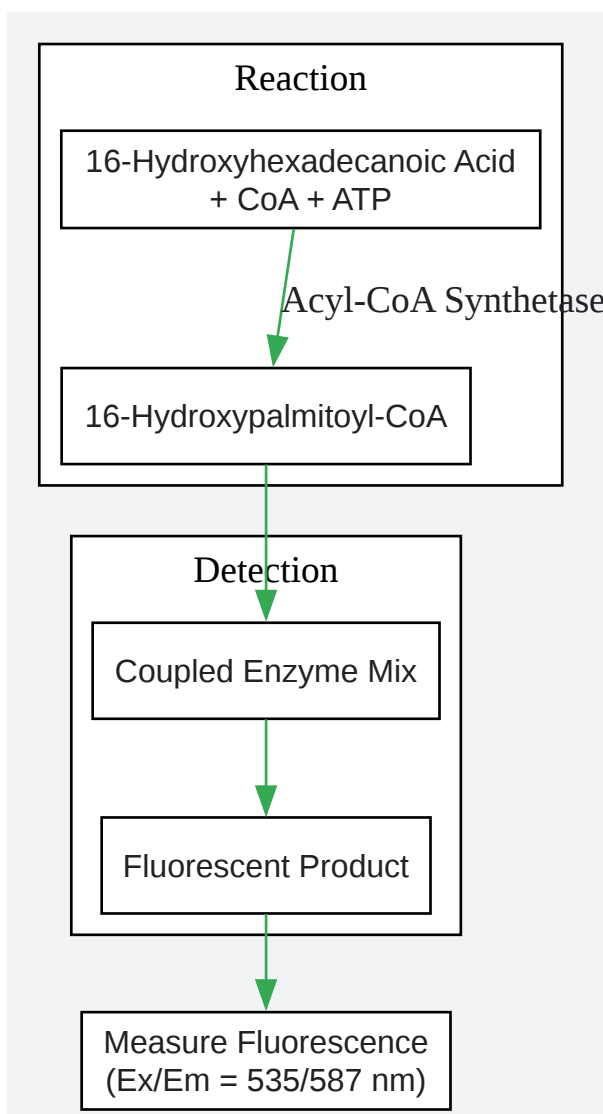 Reaction
16-Hydroxyhexadecanoic Acid
+ CoA + ATP
Acyl-CoA Synthetase
16-Hydroxypalmitoyl-CoA
Detection
Coupled Enzyme Mix
Fluorescent Product
Measure Fluorescence
(Ex/Em = 535/587 nm)